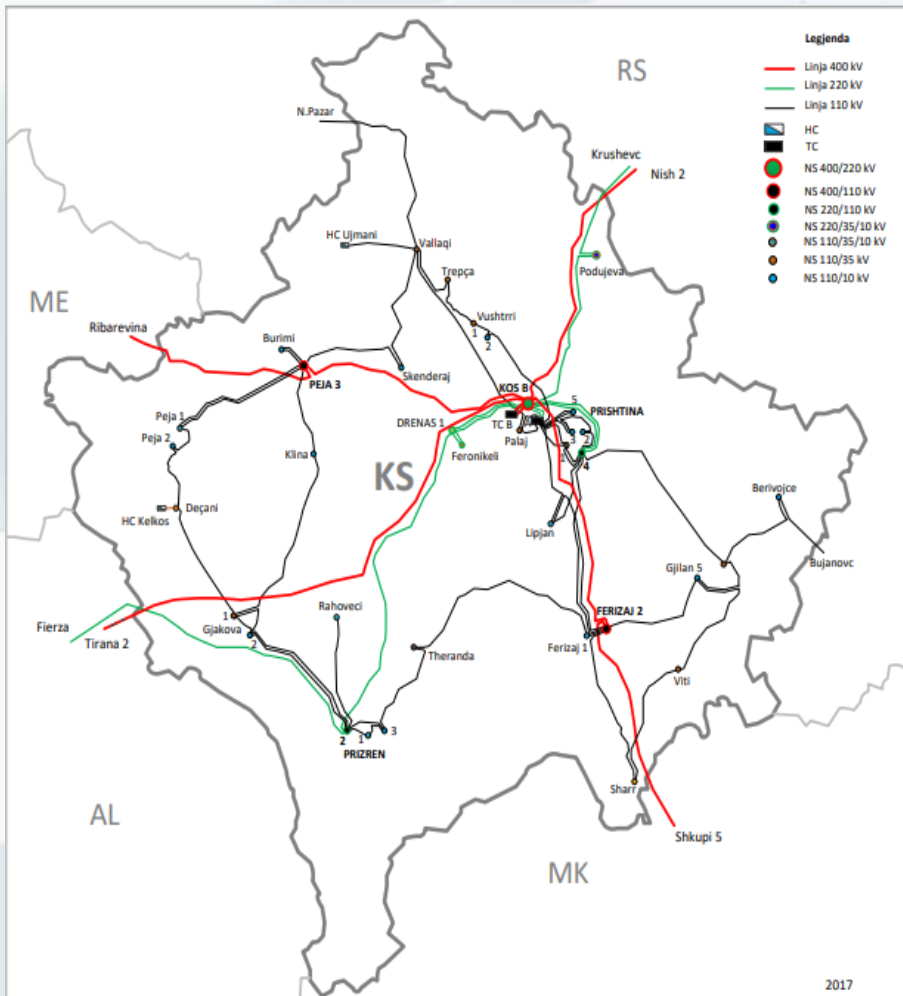 Legjenda
Linja 400 kV
Linja 220 kV
Linja 110 kV
HC
TC
NS 400/220 kV
NS 400/110 kV
NS 220/110 kV
NS 220/35/10 kV
NS 110/35/10 kV
NS 110/35 kV
NS 110/10 kV
RS
N.Pazar
Krushevc
Nish 2
HC Ujmani
Vallaqi
Trepça
Podujeva
ME
Ribarevina
Burimi
Vushtrri
1
2
Skenderaj
PEJA 3
KOS B
Peja 1
DRENAS 1
TC B
5
PRISHTINA
Peja 2
Palaj
3
2
Feronikeli
1
4
Klina
KS
Berivojce
Deçani
HC Kelkos
Lipjan
Bujanovc
Gjilan 5
1
Rahoveci
FERIZAJ 2
Fierza
Gjakova
Tirana 2
2
Ferizaj 1
Theranda
Viti
2
1
3
PRIZREN
Sharr
AL
Shkupi 5
MK
2017